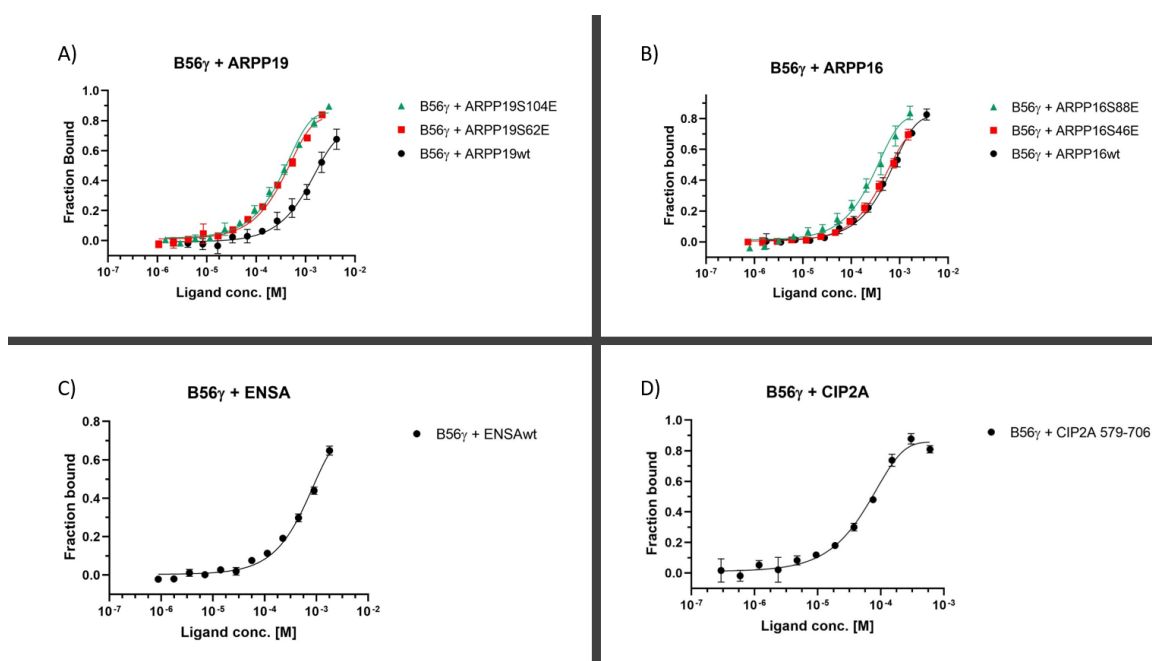 A)
B56γ + ARPP19
Fraction Bound
1.0
0.8
0.6
0.4
0.2
0.0
10-7
10-6
10-5
10-4
10-3
10-2
Ligand conc. [M]
B56γ + ARPP19S104E
B56γ + ARPP19S62E
B56γ + ARPP19wt
B)
B56γ + ARPP16
Fraction bound
0.8
0.6
0.4
0.2
0.0
10-7
10-6
10-5
10-4
10-3
10-2
Ligand conc. [M]
B56γ + ARPP16S88E
B56γ + ARPP16S46E
B56γ + ARPP16wt
C)
B56γ + ENSA
Fraction bound
0.8
0.6
0.4
0.2
0.0
10-7
10-6
10-5
10-4
10-3
10-2
Ligand conc. [M]
B56γ + ENSAwt
D)
B56γ + CIP2A
Fraction bound
1.0
0.8
0.6
0.4
0.2
0.0
10-7
10-6
10-5
10-4
10-3
Ligand conc. [M]
B56γ + CIP2A 579-706